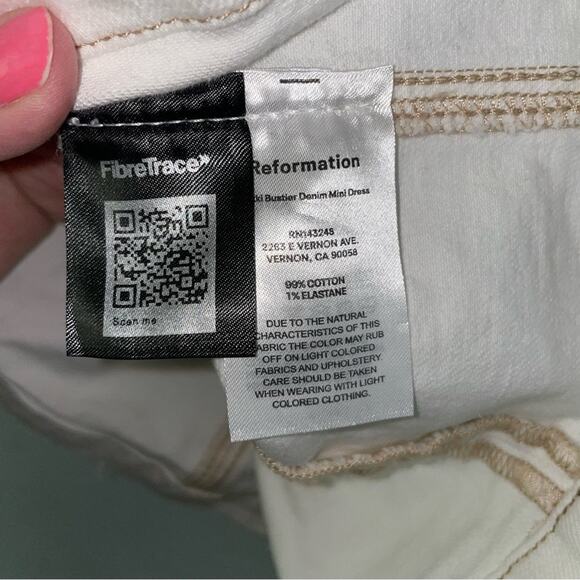 FibreTrace»
Scan me
Reformation
ki Bustier Denim Mini Dress
RN143248
2263 E VERNON AVE.
VERNON, CA 90058
99% COTTON
1% ELASTANE
DUE TO THE NATURAL
CHARACTERISTICS OF THIS
FABRIC THE COLOR MAY RUB
OFF ON LIGHT COLORED
FABRICS AND UPHOLSTERY.
CARE SHOULD BE TAKEN
WHEN WEARING WITH LIGHT
COLORED CLOTHING.